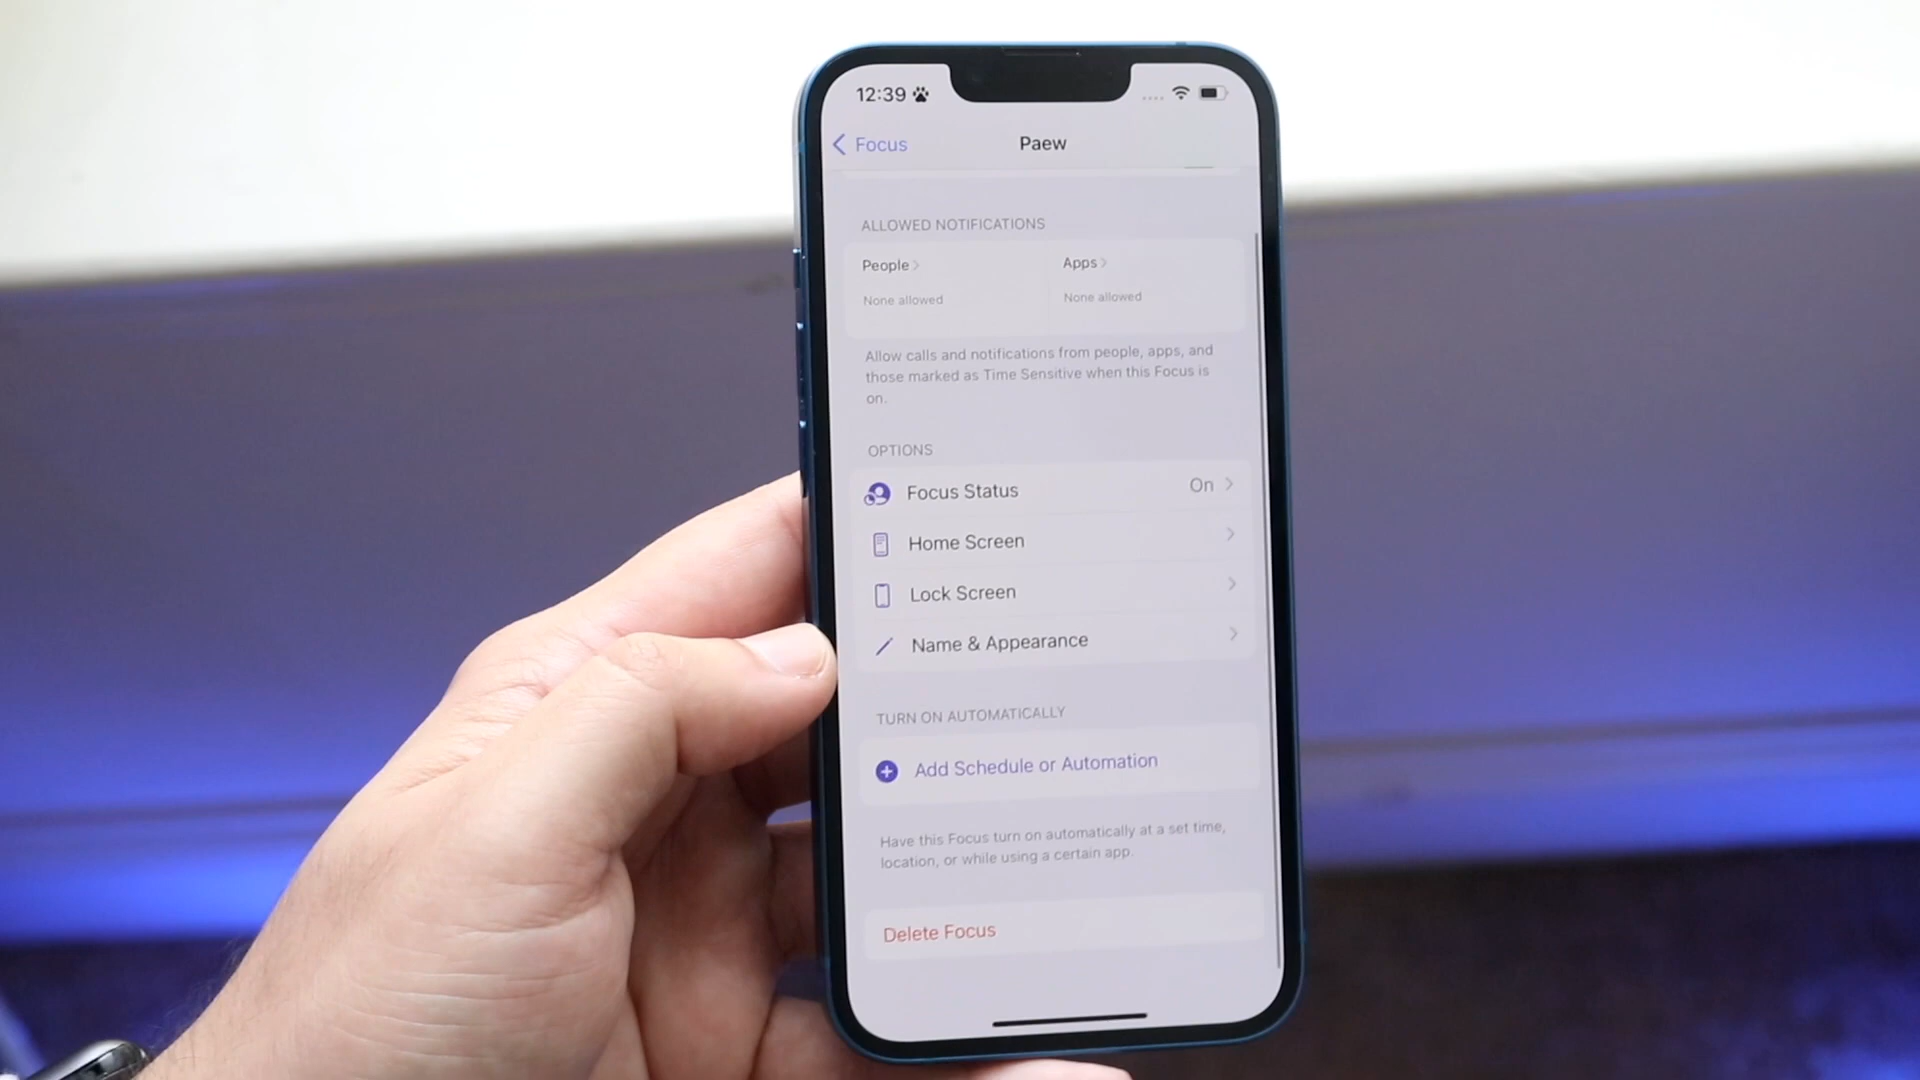 12:39
Focus
Paew
ALLOWED NOTIFICATIONS
People
Apps
None allowed
None allowed
Allow calls and notifications from people, apps, and
those marked as Time Sensitive when this Focus is
on.
OPTIONS
Focus Status
On
Home Screen
Lock Screen
Name & Appearance
TURN ON AUTOMATICALLY
Add Schedule or Automation
Have this Focus turn on automatically at a set time,
location, or while using a certain app.
Delete Focus